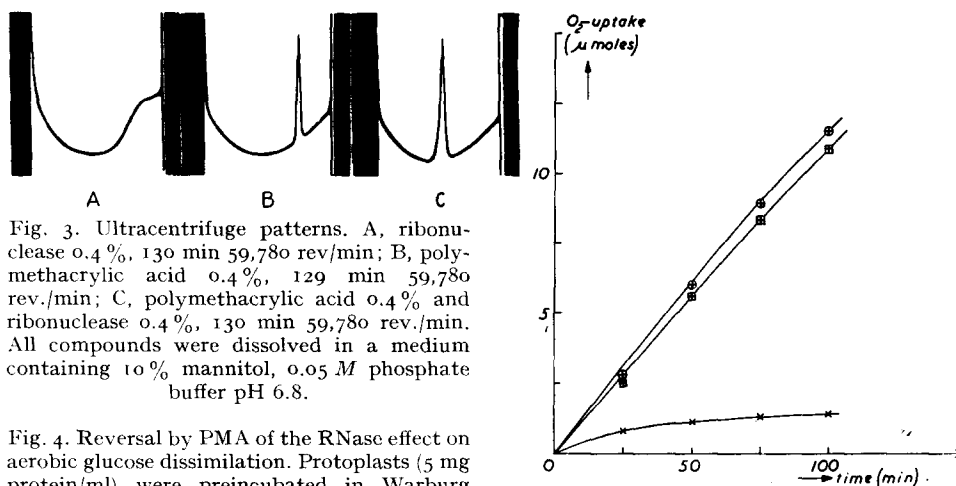 A B C
Fig. 3. Ultracentrifuge patterns. A, ribonu-
clease 0.4 %, 130 min 59,780 rev/min; B, poly-
methacrylic acid 0.4 %, 129 min 59,780
rev./min; C, polymethacrylic acid 0.4 % and
ribonuclease 0.4 %, 130 min 59,780 rev./min.
All compounds were dissolved in a medium
containing 10 % mannitol, 0.05 M phosphate
buffer pH 6.8.
Fig. 4. Reversal by PMA of the RNase effect on
aerobic glucose dissimilation. Protoplasts (5 mg
protein/ml) were preincubated in Warburg
O₂-uptake
(μ moles)
10
5
0 50 100
time (min)